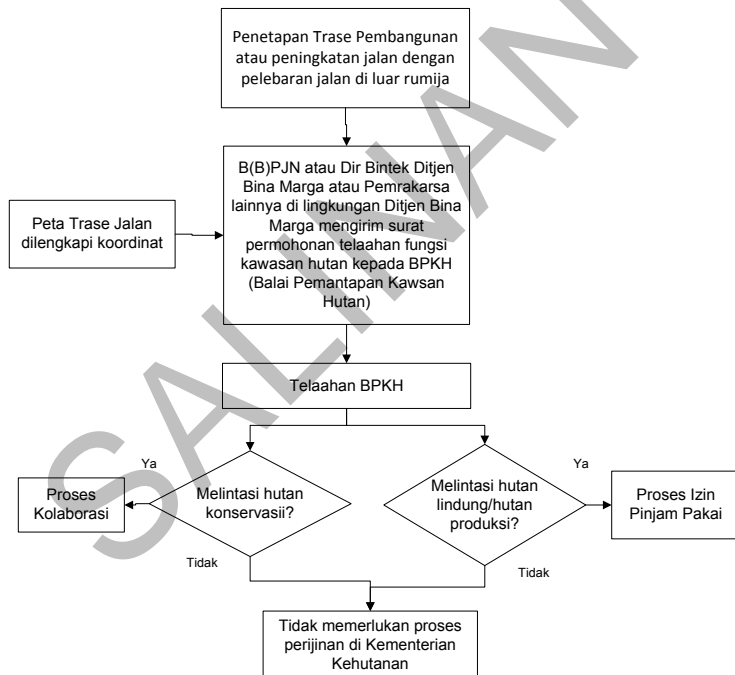 Penetapan Trase Pembangunan
atau peningkatan jalan dengan
pelebaran jalan di luar rumija
B(B)PJN atau Dir Bintek Ditjen
Bina Marga atau Pemrakarsa
lainnya di lingkungan Ditjen Bina
Marga mengirim surat
permohonan telaahan fungsi
kawasan hutan kepada BPKH
(Balai Pemantapan Kawsan
Hutan)
Peta Trase Jalan
dilengkapi koordinat
Telaahan BPKH
Ya
Melintasi hutan
konservasii?
Proses
Kolaborasi
Tidak
Melintasi hutan
lindung/hutan
produksi?
Ya
Proses Izin
Pinjam Pakai
Tidak
Tidak memerlukan proses
perijinan di Kementerian
Kehutanan
SALINAN